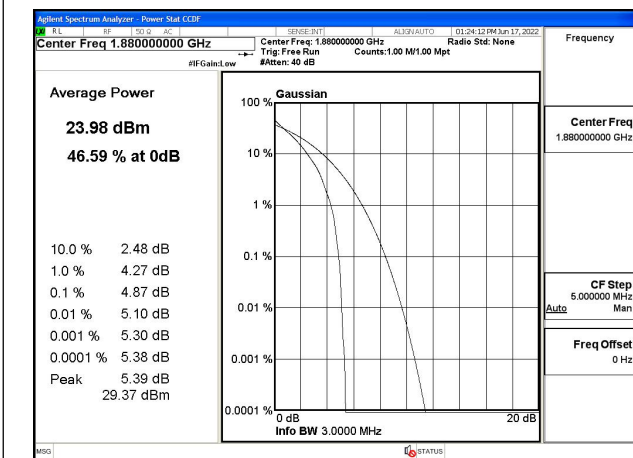 Agilent Spectrum Analyzer - Power Stat CCDF
RL RF 50 Ω AC SENSE:INT ALIGN AUTO 01:24:12 PM Jun 17, 2022
Center Freq 1.880000000 GHz
Center Freq: 1.880000000 GHz Radio Std: None
Trig: Free Run Counts:1.00 M/1.00 Mpt
#IFGain:Low #Atten: 40 dB
Frequency
Average Power
23.98 dBm
46.59 % at 0dB
10.0 % 2.48 dB
1.0 % 4.27 dB
0.1 % 4.87 dB
0.01 % 5.10 dB
0.001 % 5.30 dB
0.0001 % 5.38 dB
Peak 5.39 dB
29.37 dBm
Gaussian
100 %
10 %
1 %
0.1 %
0.01 %
0.001 %
0.0001 %
0 dB 20 dB
Info BW 3.0000 MHz
Center Freq
1.880000000 GHz
CF Step
5.000000 MHz
Auto Man
Freq Offset
0 Hz
MSG STATUS